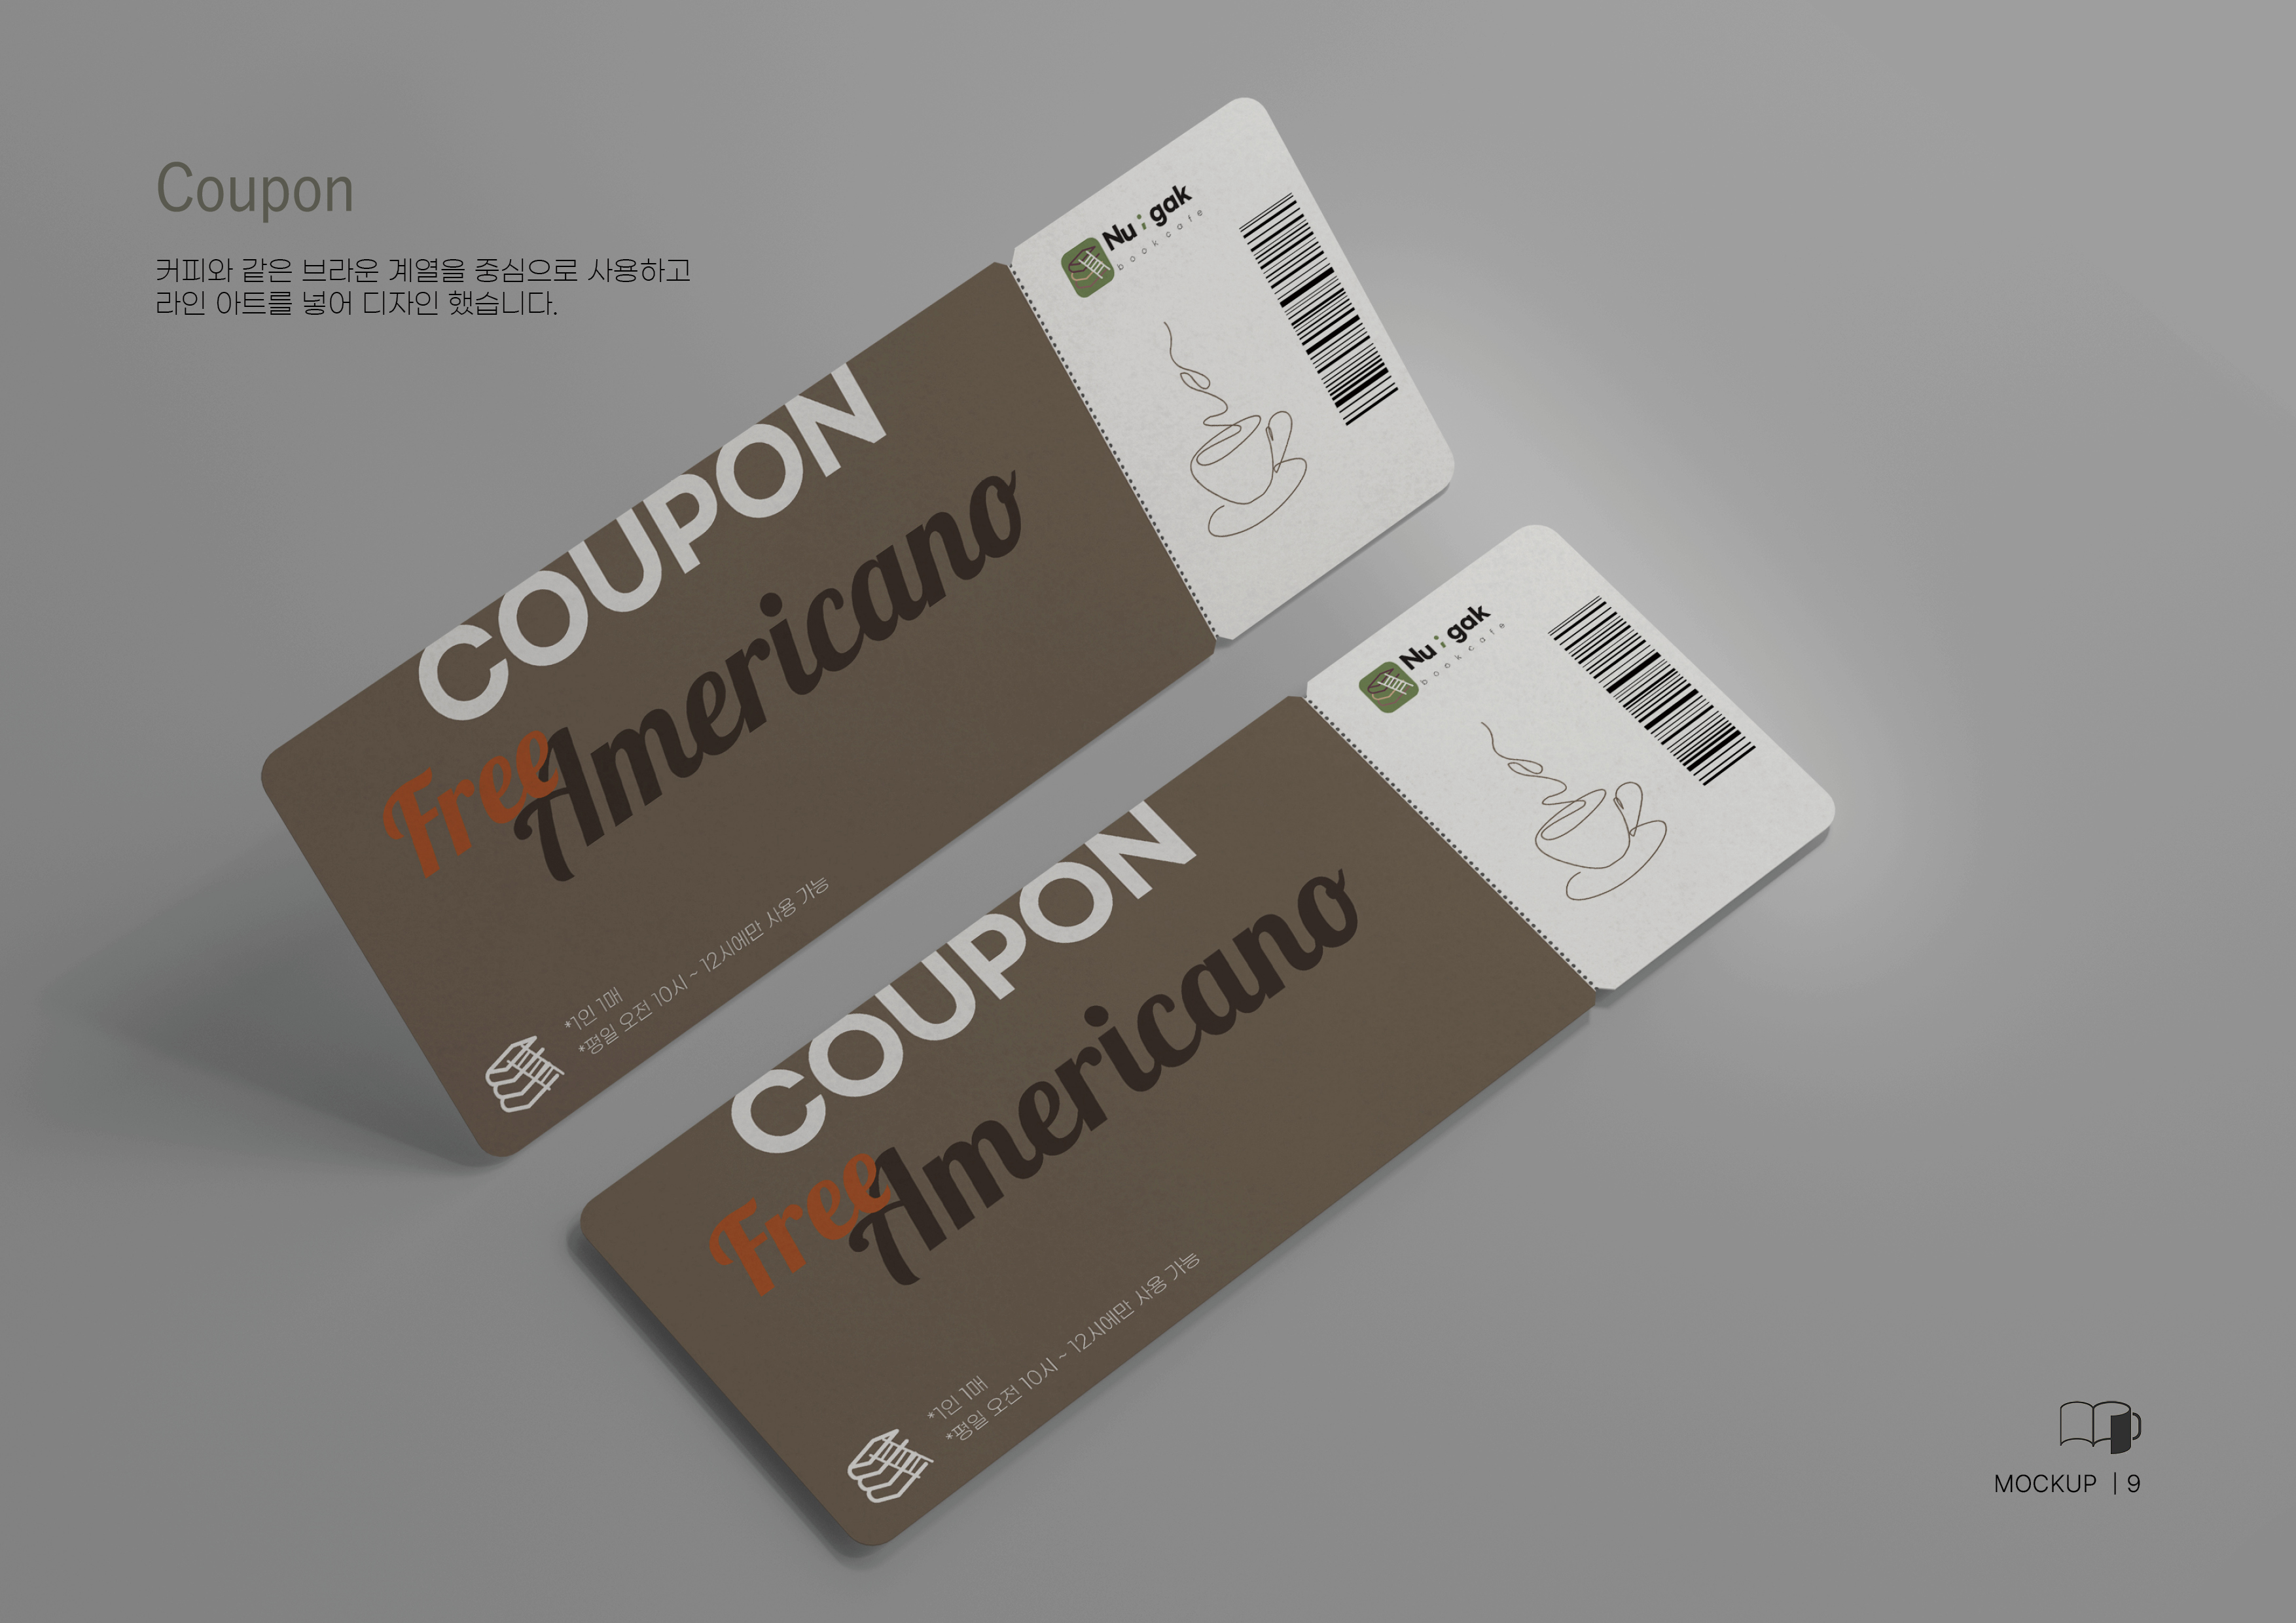 Coupon
커피와 같은 브라운 계열을 중심으로 사용하고
라인 아트를 넣어 디자인 했습니다.
COUPON
Free Americano
*1인 1매
*평일 오전 10시 ~ 12시에만 사용 가능
Nu;gak
bookcafe
COUPON
Free Americano
*1인 1매
*평일 오전 10시 ~ 12시에만 사용 가능
Nu;gak
bookcafe
MOCKUP | 9